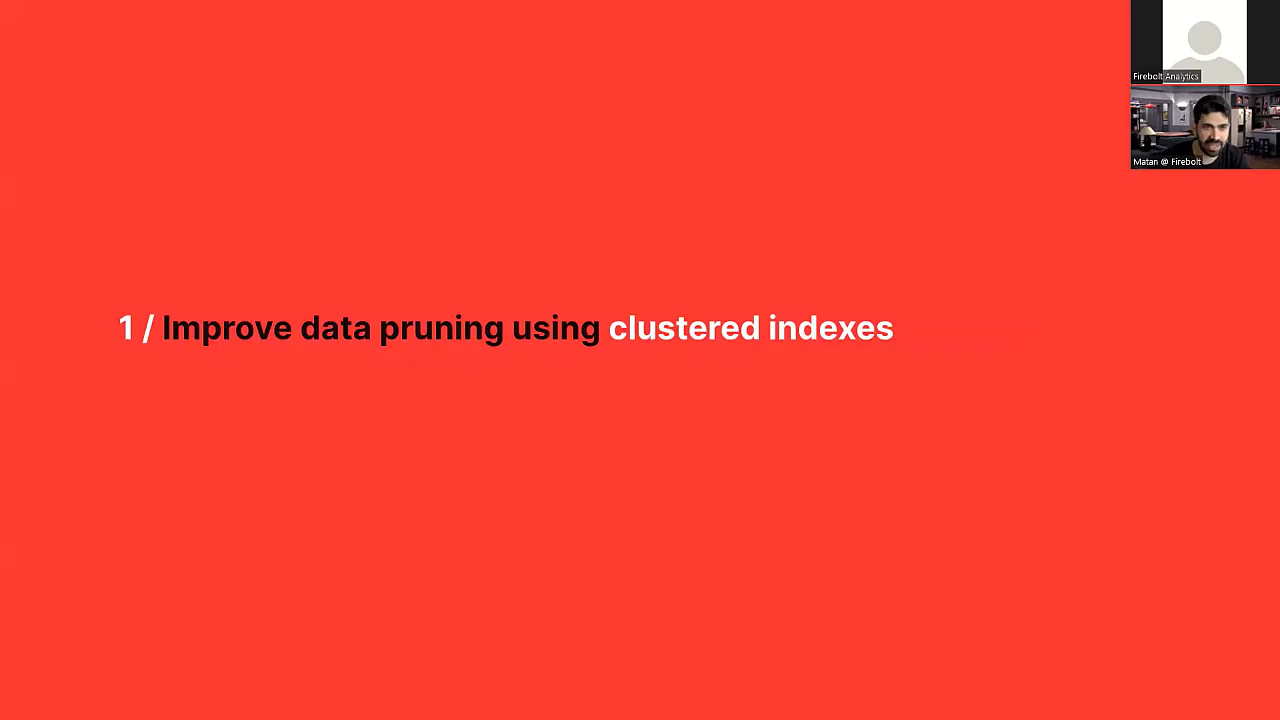 Firebolt Analytics
Matan @ Firebolt
1 / Improve data pruning using clustered indexes